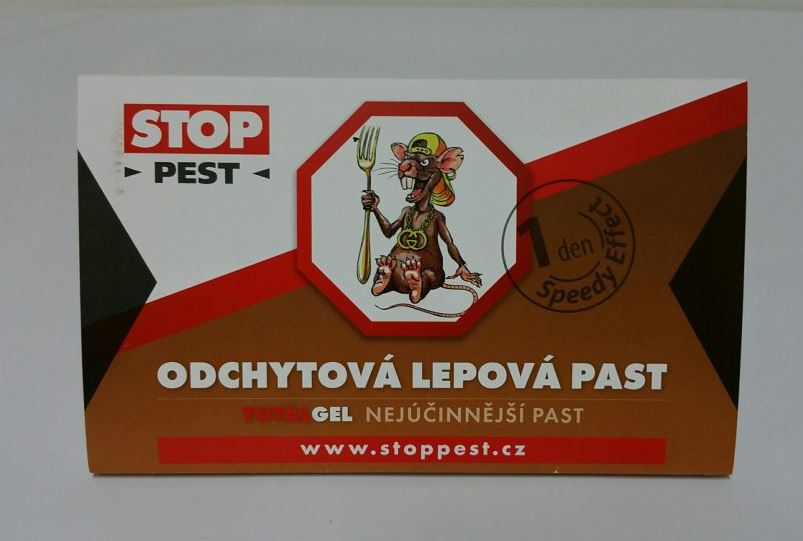 STOP
PEST
1 den
Speedy Effect
ODCHYTOVÁ LEPOVÁ PAST
TOTALGEL NEJÚČINNĚJŠÍ PAST
www.stoppest.cz